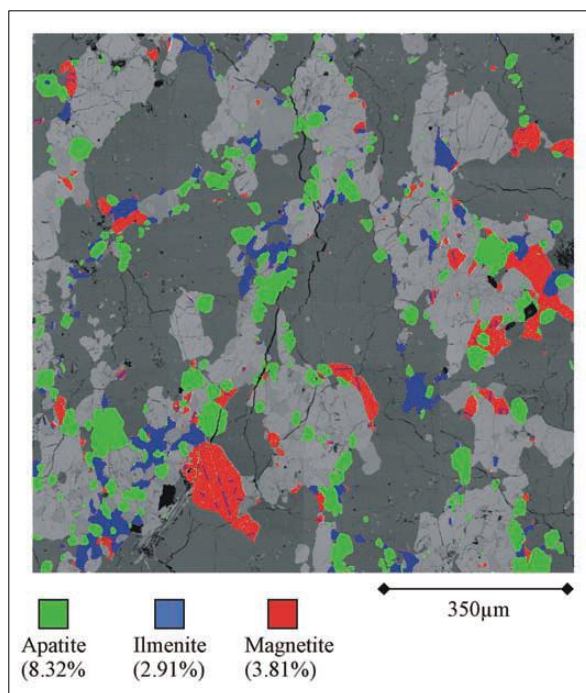 350µm
Apatite
(8.32%
Ilmenite
(2.91%)
Magnetite
(3.81%)